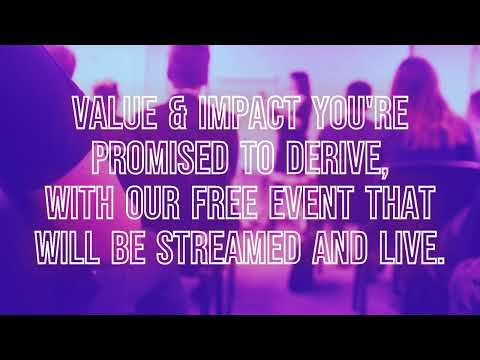 VALUE & IMPACT YOU'RE
PROMISED TO DERIVE,
WITH OUR FREE EVENT THAT
WILL BE STREAMED AND LIVE.